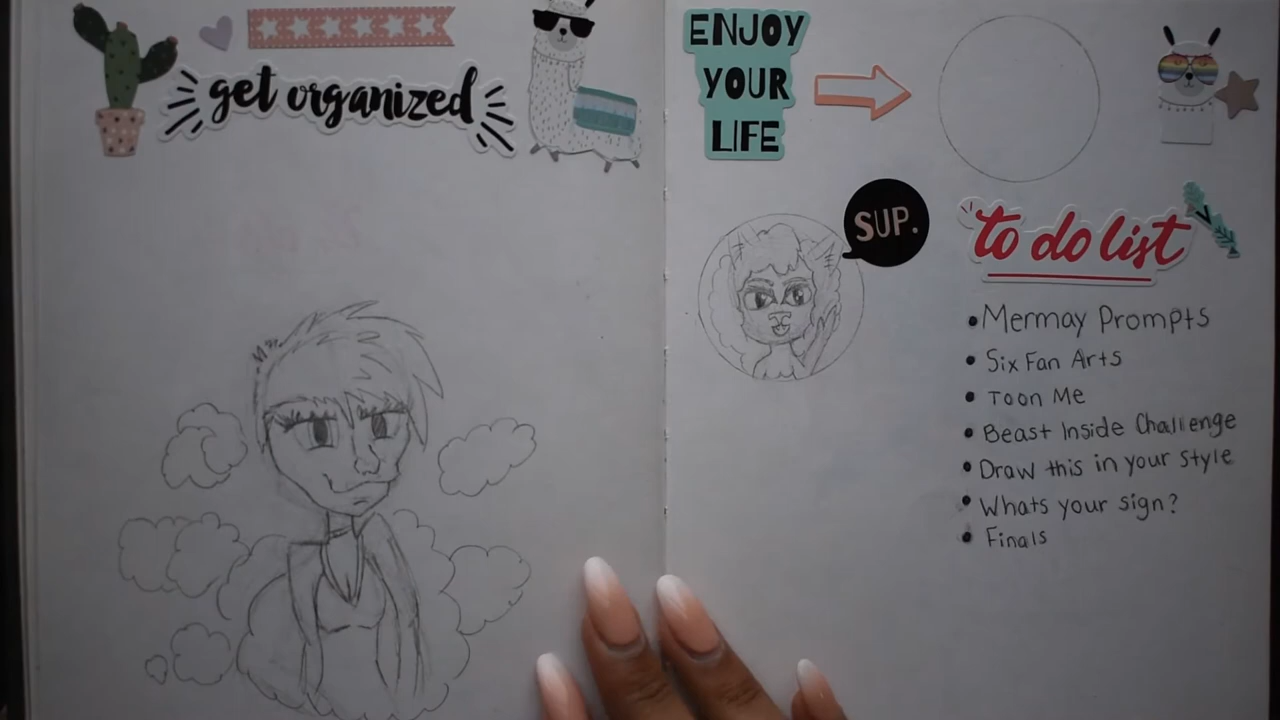 get organized
ENJOY
YOUR
LIFE
SUP.
to do list
• Mermay Prompts
• Six Fan Arts
• Toon Me
• Beast Inside Challenge
• Draw this in your style
• Whats your sign?
• Finals